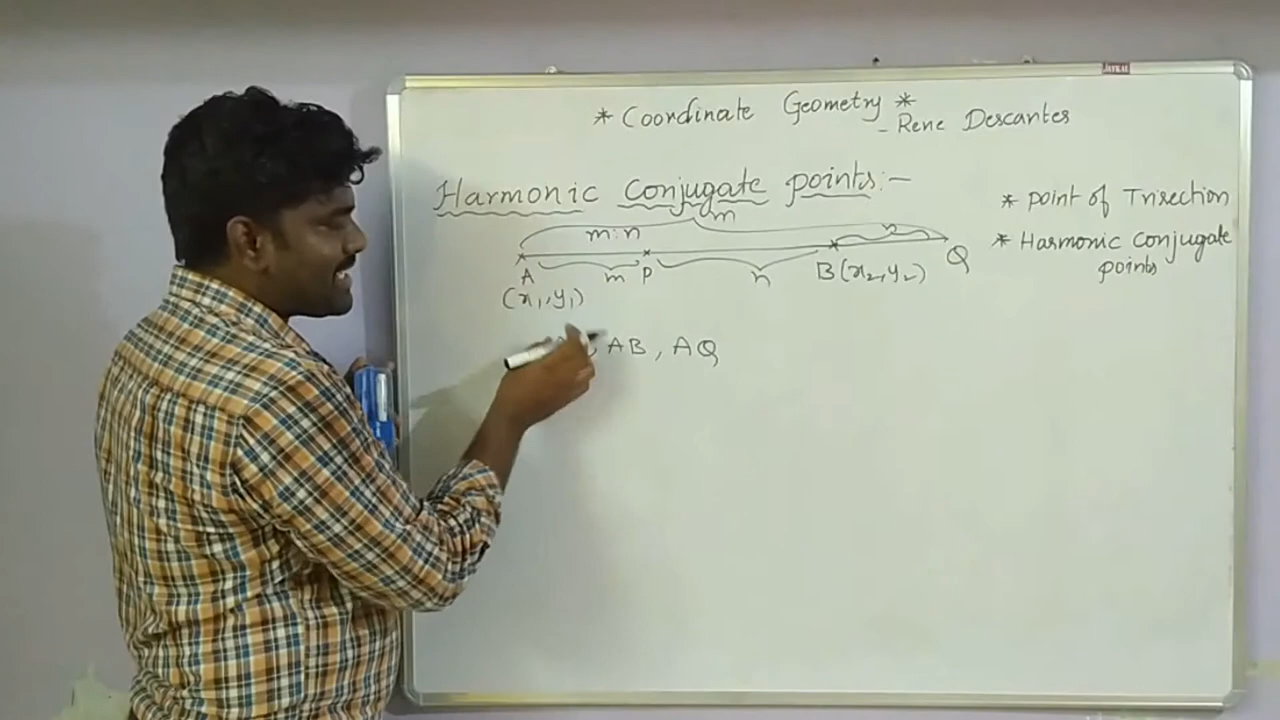 JAYKAL
* Coordinate Geometry *
- Rene Descartes
Harmonic Conjugate points:-
* point of Trisection
* Harmonic Conjugate
points
m
m:n
n
A P B(x₂,y₂) Q
m n
(x₁,y₁)
AB, AQ